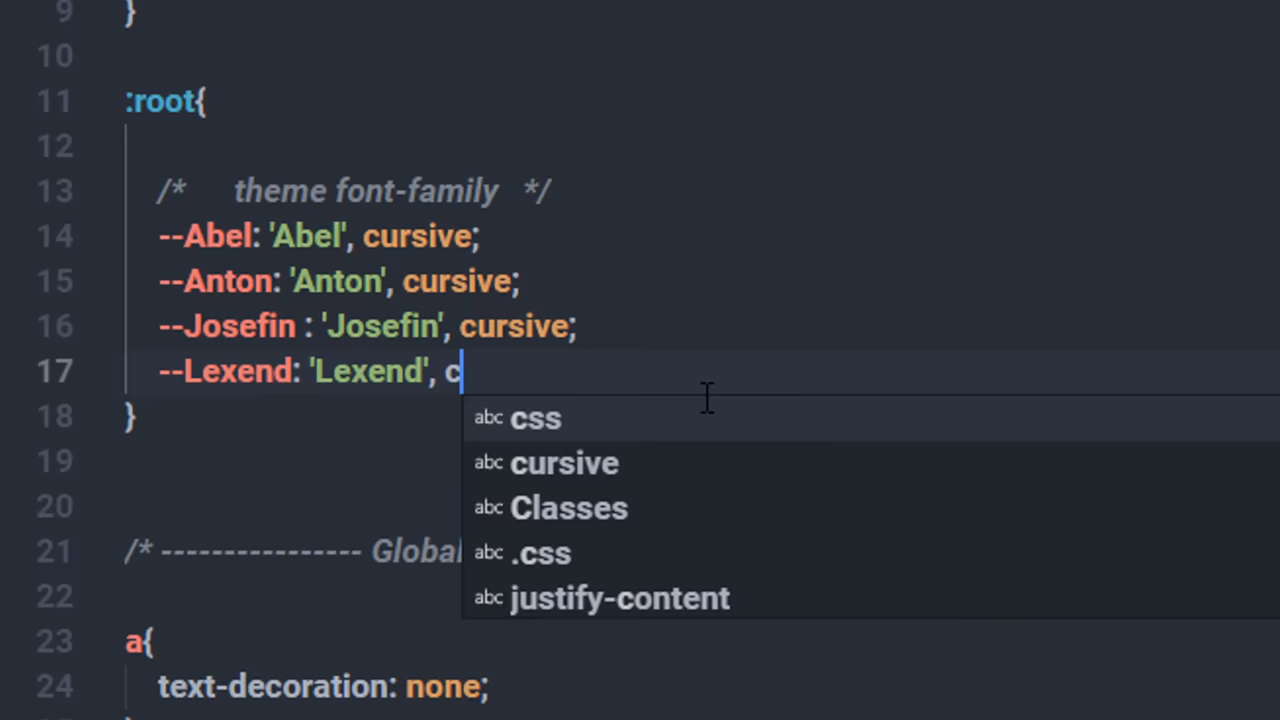 9 }
10
11 :root{
12
13 /* theme font-family */
14 --Abel: 'Abel', cursive;
15 --Anton: 'Anton', cursive;
16 --Josefin : 'Josefin', cursive;
17 --Lexend: 'Lexend', c
abc css
18 }
abc cursive
19
abc Classes
20
21 /* ---------------- Global
abc .css
22
abc justify-content
23 a{
24 text-decoration: none;